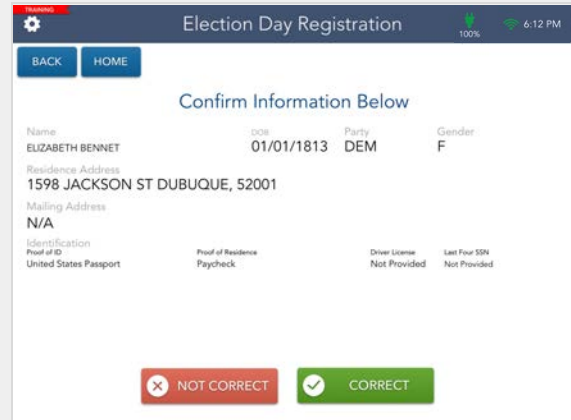 TRAINING
Election Day Registration
100%
6:12 PM
BACK HOME
Confirm Information Below
Name DOB Party Gender
ELIZABETH BENNET 01/01/1813 DEM F
Residence Address
1598 JACKSON ST DUBUQUE, 52001
Mailing Address
N/A
Identification
Proof of ID Proof of Residence Driver License Last Four SSN
United States Passport Paycheck Not Provided Not Provided
NOT CORRECT CORRECT